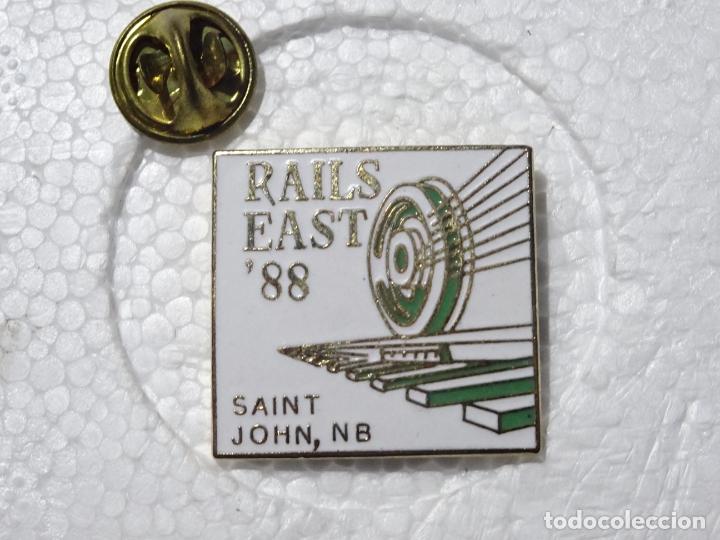 RAILS
EAST
'88
SAINT
JOHN, NB
todocoleccion